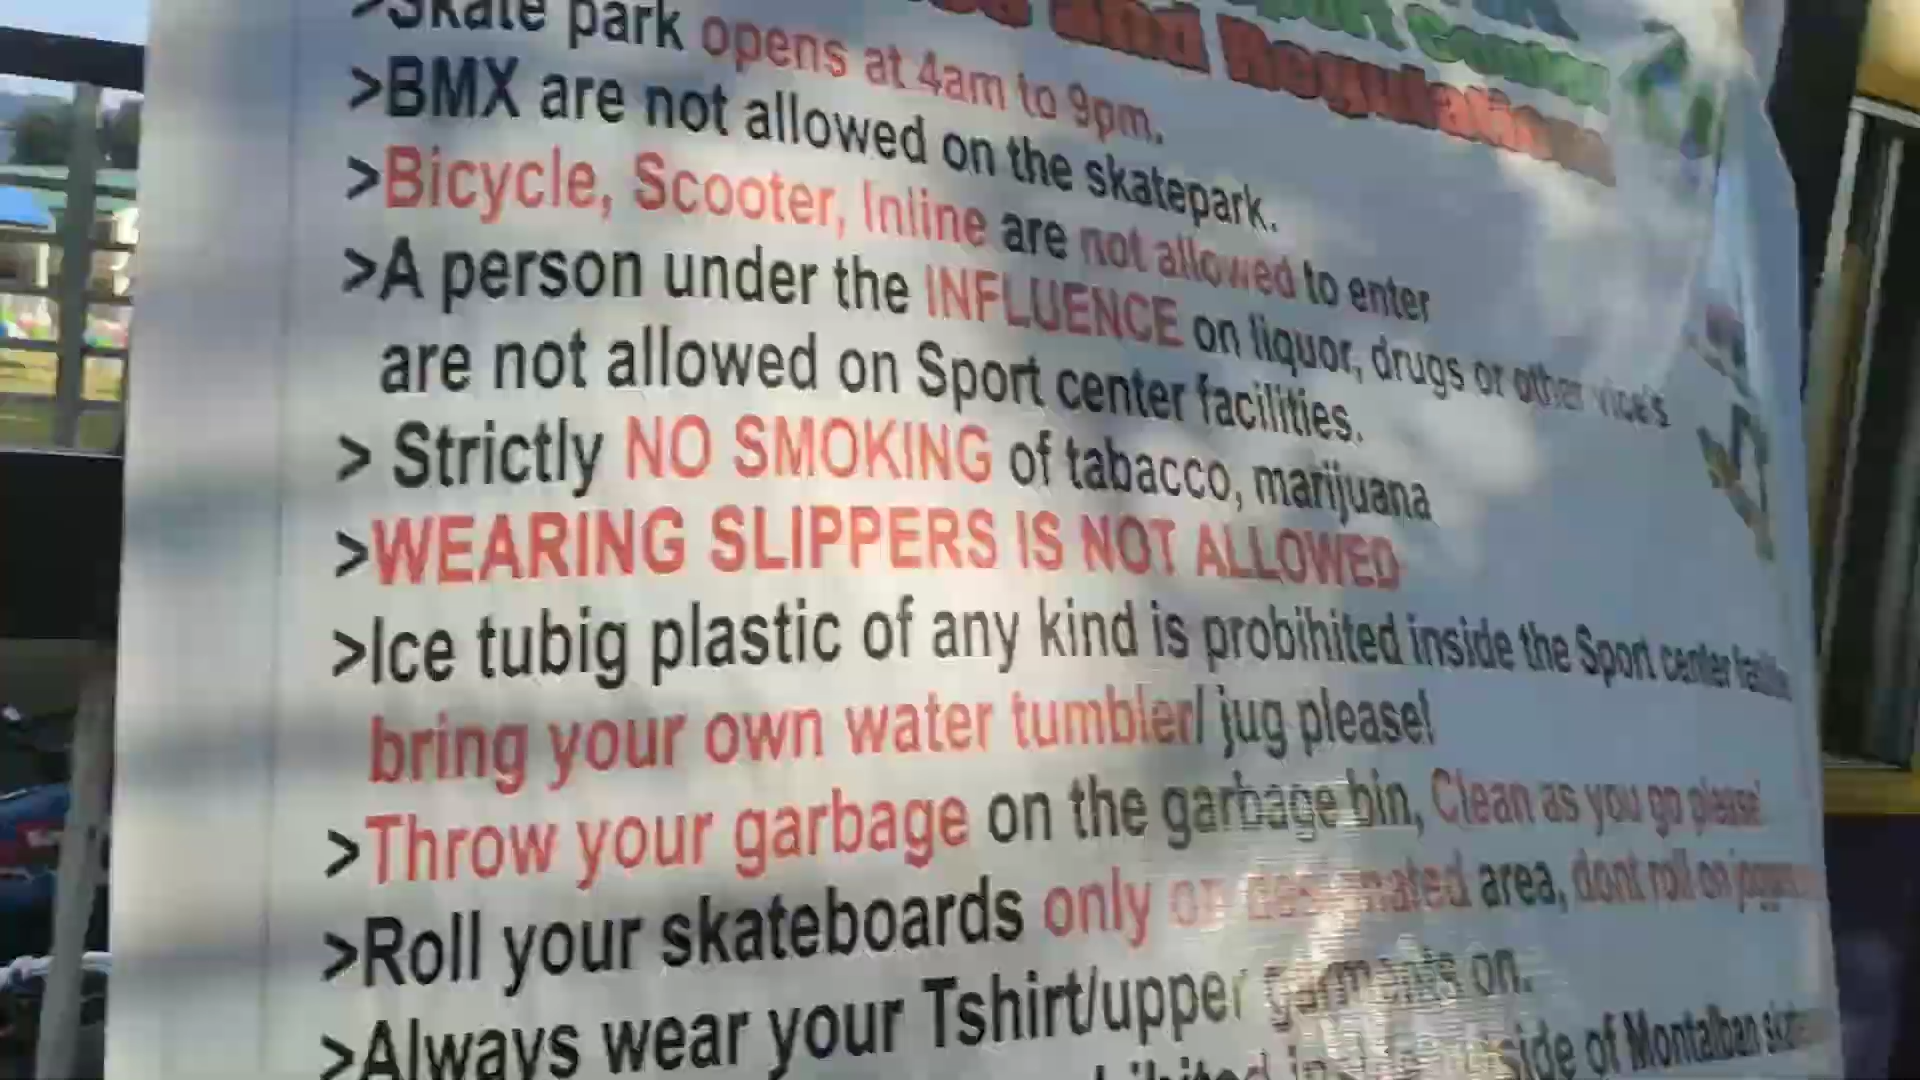 and Regulation
>Skate park opens at 4am to 9pm.
>BMX are not allowed on the skatepark.
>Bicycle, Scooter, Inline are not allowed to enter
>A person under the INFLUENCE on liquor, drugs or other vice's
are not allowed on Sport center facilities.
> Strictly NO SMOKING of tabacco, marijuana
>WEARING SLIPPERS IS NOT ALLOWED
>Ice tubig plastic of any kind is probihited inside the Sport center
bring your own water tumbler/ jug please!
>Throw your garbage on the garbage bin, Clean as you go please!
>Roll your skateboards only on designated area, dont roll on
>Always wear your Tshirt/upper garments on.
side of Montalban